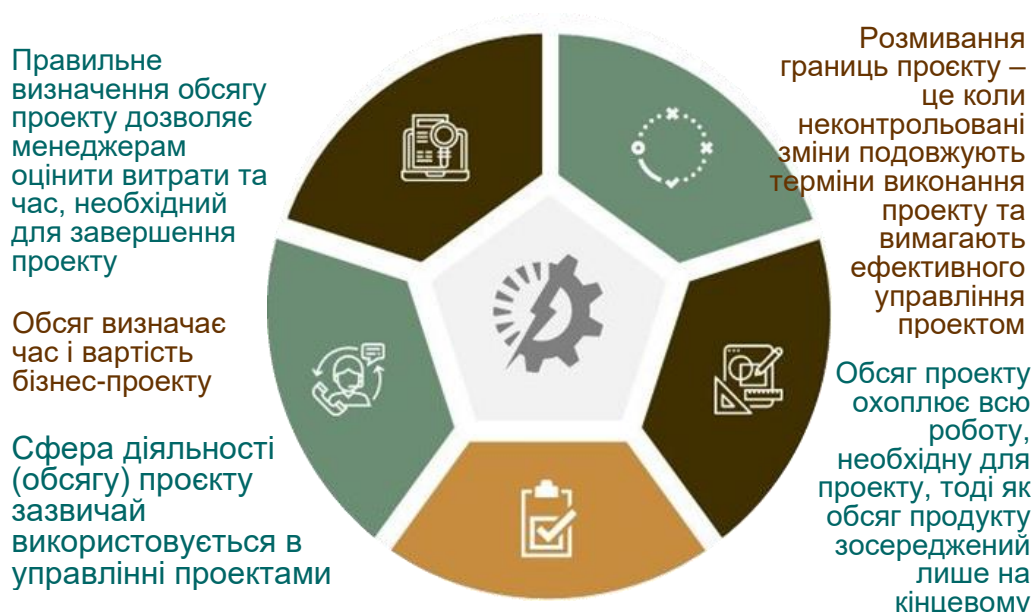 Правильне
визначення обсягу
проекту дозволяє
менеджерам
оцінити витрати та
час, необхідний
для завершення
проекту
Обсяг визначає
час і вартість
бізнес-проекту
Сфера діяльності
(обсягу) проєкту
зазвичай
використовується в
управлінні проектами
Розмивання
границь проєкту –
це коли
неконтрольовані
зміни подовжують
терміни виконання
проекту та
вимагають
ефективного
управління
проектом
Обсяг проекту
охоплює всю
роботу,
необхідну для
проекту, тоді як
обсяг продукту
зосереджений
лише на
кінцевому